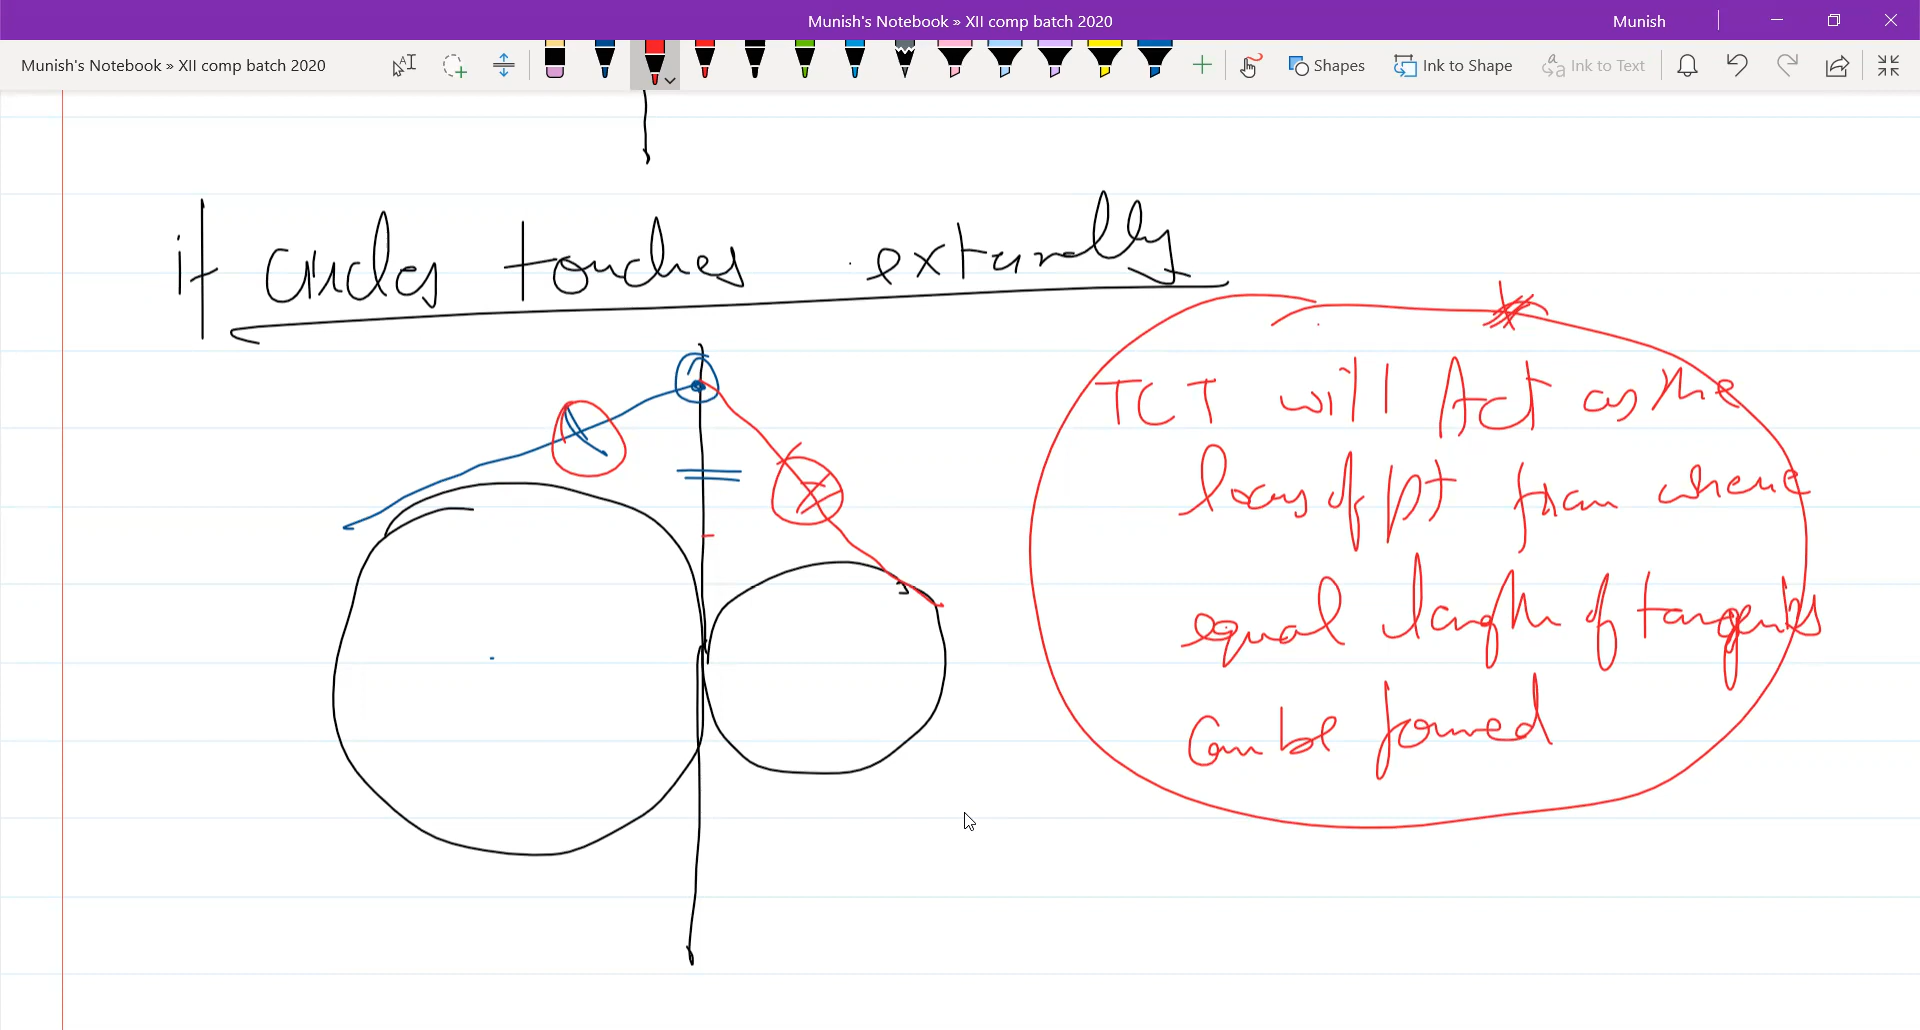 Munish's Notebook » XII comp batch 2020
Munish
Munish's Notebook » XII comp batch 2020
Shapes
Ink to Shape
Ink to Text
if circles touches externally
TCT will Act as the
locus of pt from where
equal length of tangents
Can be formed